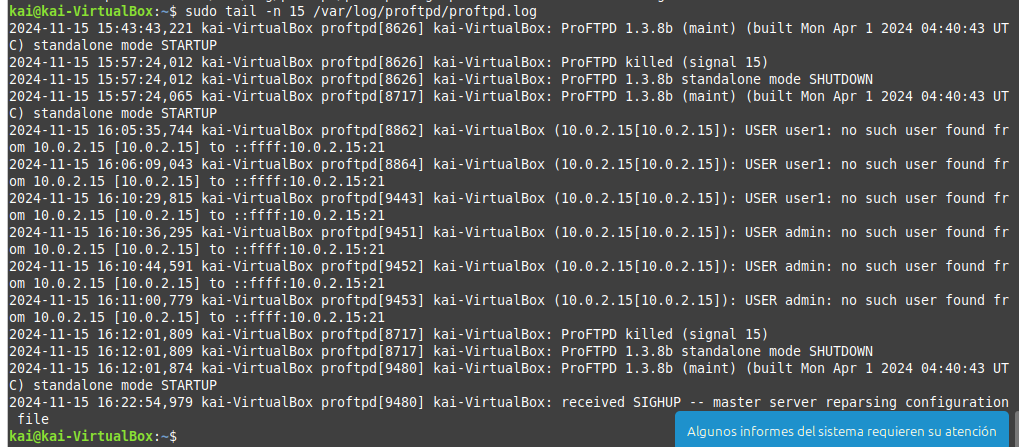 kai@kai-VirtualBox:~$ sudo tail -n 15 /var/log/proftpd/proftpd.log
2024-11-15 15:43:43,221 kai-VirtualBox proftpd[8626] kai-VirtualBox: ProFTPD 1.3.8b (maint) (built Mon Apr 1 2024 04:40:43 UT
C) standalone mode STARTUP
2024-11-15 15:57:24,012 kai-VirtualBox proftpd[8626] kai-VirtualBox: ProFTPD killed (signal 15)
2024-11-15 15:57:24,012 kai-VirtualBox proftpd[8626] kai-VirtualBox: ProFTPD 1.3.8b standalone mode SHUTDOWN
2024-11-15 15:57:24,065 kai-VirtualBox proftpd[8717] kai-VirtualBox: ProFTPD 1.3.8b (maint) (built Mon Apr 1 2024 04:40:43 UT
C) standalone mode STARTUP
2024-11-15 16:05:35,744 kai-VirtualBox proftpd[8862] kai-VirtualBox (10.0.2.15[10.0.2.15]): USER user1: no such user found fr
om 10.0.2.15 [10.0.2.15] to ::ffff:10.0.2.15:21
2024-11-15 16:06:09,043 kai-VirtualBox proftpd[8864] kai-VirtualBox (10.0.2.15[10.0.2.15]): USER user1: no such user found fr
om 10.0.2.15 [10.0.2.15] to ::ffff:10.0.2.15:21
2024-11-15 16:10:29,815 kai-VirtualBox proftpd[9443] kai-VirtualBox (10.0.2.15[10.0.2.15]): USER user1: no such user found fr
om 10.0.2.15 [10.0.2.15] to ::ffff:10.0.2.15:21
2024-11-15 16:10:36,295 kai-VirtualBox proftpd[9451] kai-VirtualBox (10.0.2.15[10.0.2.15]): USER admin: no such user found fr
om 10.0.2.15 [10.0.2.15] to ::ffff:10.0.2.15:21
2024-11-15 16:10:44,591 kai-VirtualBox proftpd[9452] kai-VirtualBox (10.0.2.15[10.0.2.15]): USER admin: no such user found fr
om 10.0.2.15 [10.0.2.15] to ::ffff:10.0.2.15:21
2024-11-15 16:11:00,779 kai-VirtualBox proftpd[9453] kai-VirtualBox (10.0.2.15[10.0.2.15]): USER admin: no such user found fr
om 10.0.2.15 [10.0.2.15] to ::ffff:10.0.2.15:21
2024-11-15 16:12:01,809 kai-VirtualBox proftpd[8717] kai-VirtualBox: ProFTPD killed (signal 15)
2024-11-15 16:12:01,809 kai-VirtualBox proftpd[8717] kai-VirtualBox: ProFTPD 1.3.8b standalone mode SHUTDOWN
2024-11-15 16:12:01,874 kai-VirtualBox proftpd[9480] kai-VirtualBox: ProFTPD 1.3.8b (maint) (built Mon Apr 1 2024 04:40:43 UT
C) standalone mode STARTUP
2024-11-15 16:22:54,979 kai-VirtualBox proftpd[9480] kai-VirtualBox: received SIGHUP -- master server reparsing configuration
 file
kai@kai-VirtualBox:~$
Algunos informes del sistema requieren su atención